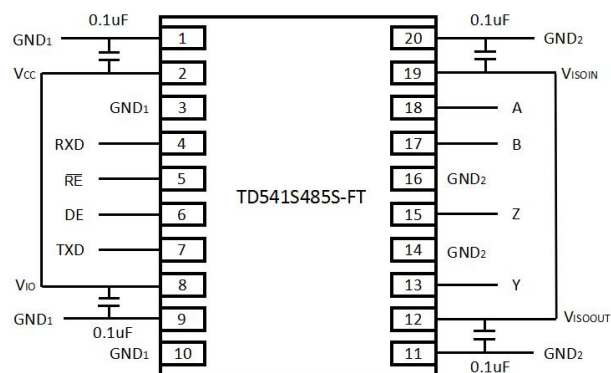 0.1uF 0.1uF
GND1 1 20 GND2
VCC 2 19 VISOIN
GND1 3 18 A
RXD 4 17 B
RE 5 16 GND2
TD541S485S-FT
DE 6 15 Z
TXD 7 14 GND2
VIO 8 13 Y
GND1 9 12 VISOOUT
0.1uF
GND1 10 11 GND2
0.1uF